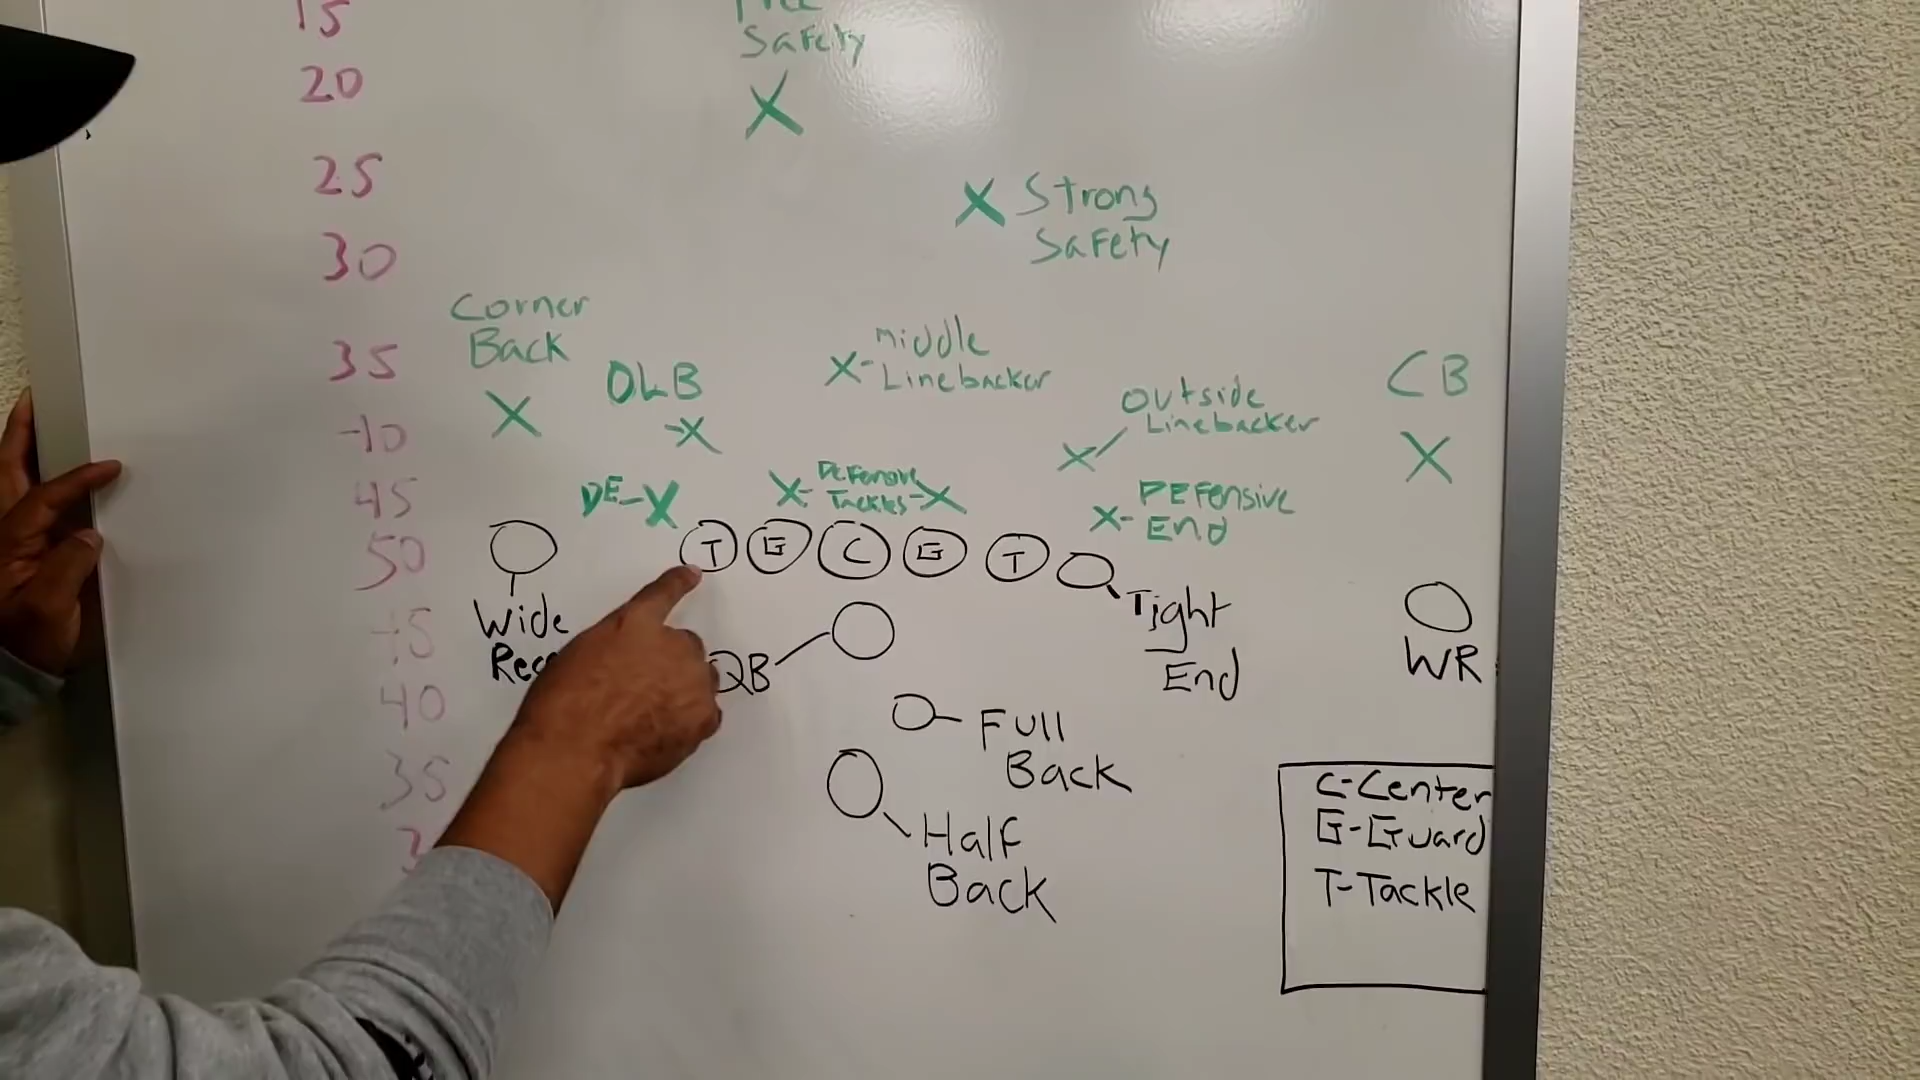 15
Safety
X
20
25
X Strong
Safety
30
Corner
Back
X
35
OLB
-X
X- Middle
Linebacker
Outside
Linebacker
X
CB
X
-10
DE-X
X- Defensive
Tackles -X
X- DEFensive
End
45
50
T G C G T
Wide
QB
Tight
End
WR
40
Full
Back
35
Half
Back
C-Center
G-Guard
T-Tackle